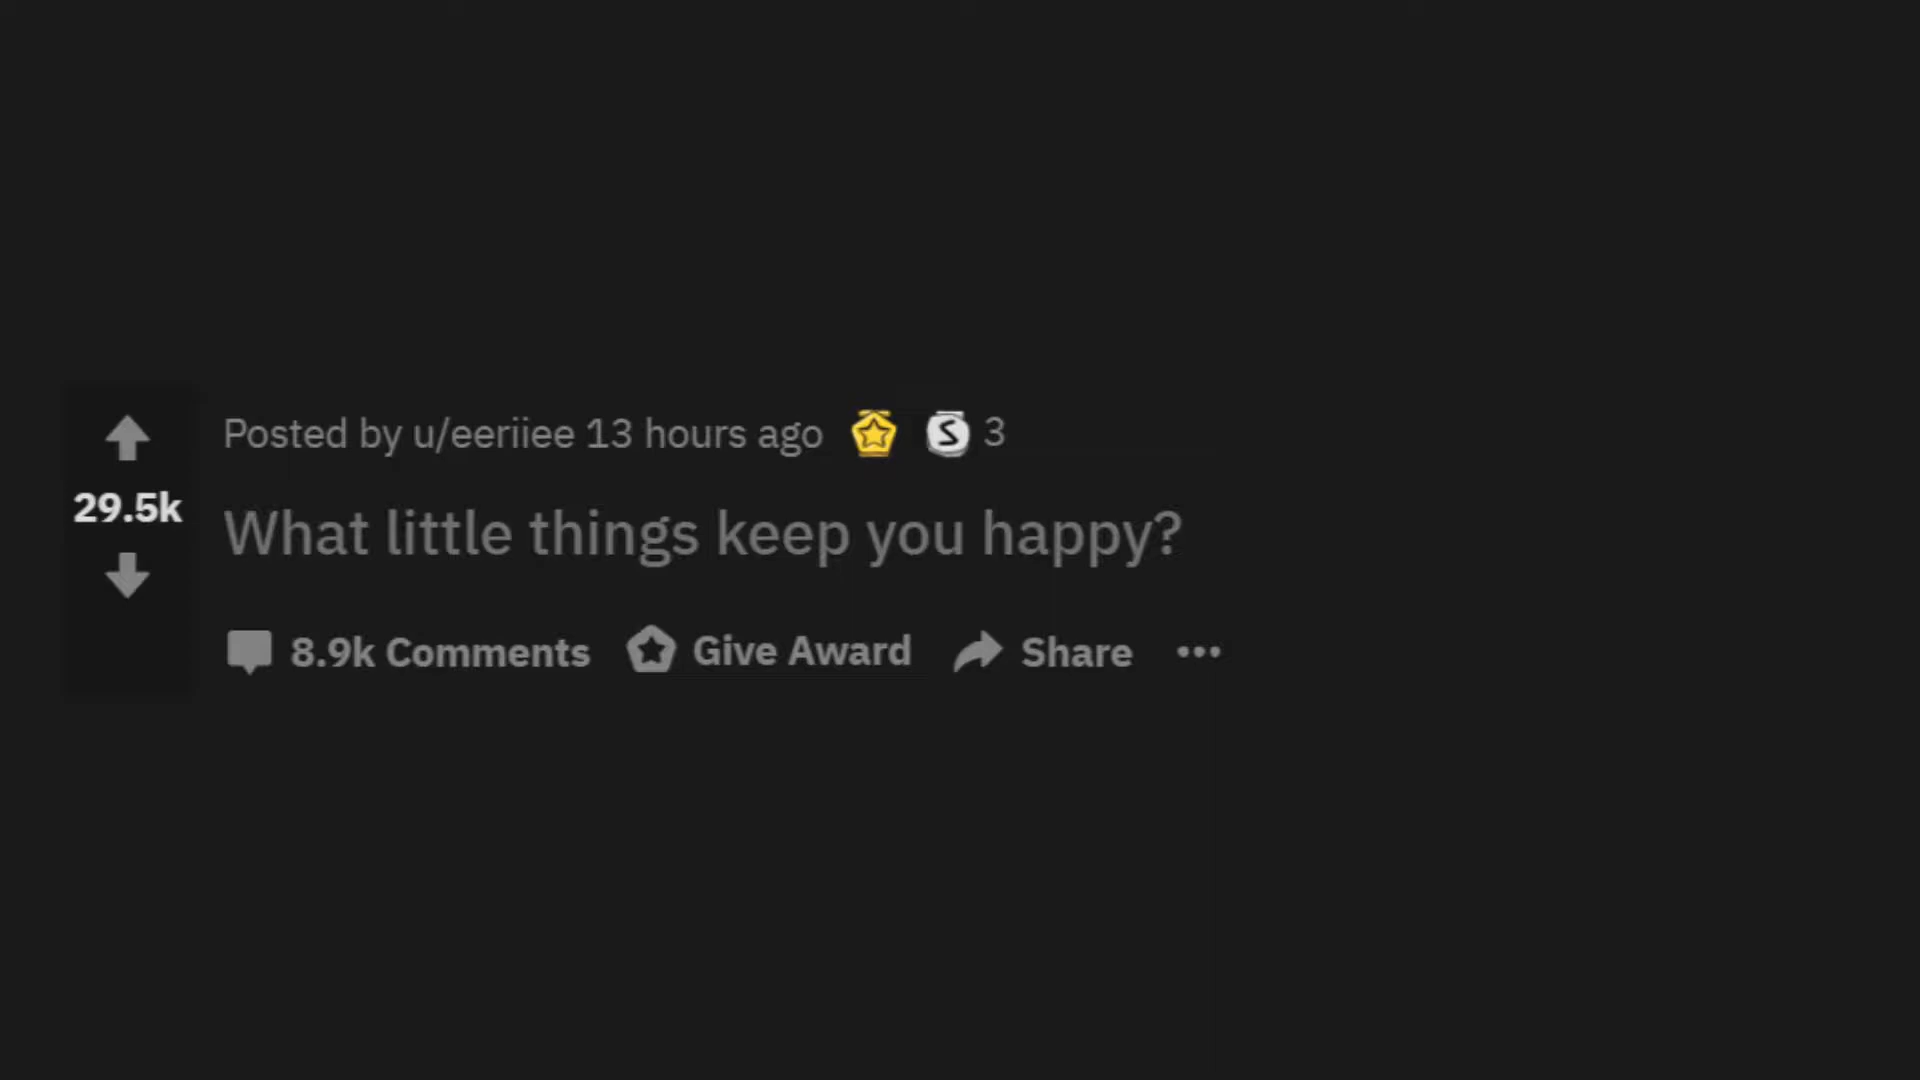 Posted by u/eeriiee 13 hours ago S 3
29.5k
What little things keep you happy?
8.9k Comments Give Award Share ...